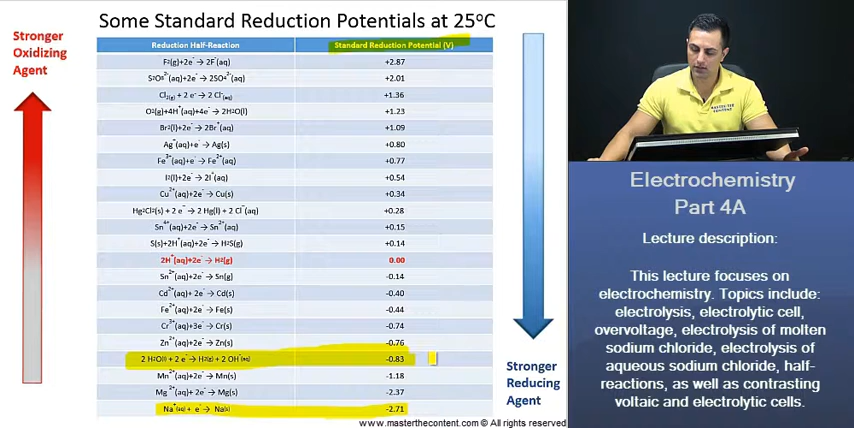 Some Standard Reduction Potentials at 25°C
Stronger
Oxidizing
Agent
Reduction Half-Reaction Standard Reduction Potential (V)
F2(g)+2e⁻ → 2F⁻(aq) +2.87
S2O8²⁻(aq)+2e⁻ → 2SO4²⁻(aq) +2.01
Cl2(g) + 2 e⁻ → 2 Cl⁻(aq) +1.36
O2(g)+4H⁺(aq)+4e⁻ → 2H2O(l) +1.23
Br2(l)+2e⁻ → 2Br⁺(aq) +1.09
Ag⁺(aq)+e⁻ → Ag(s) +0.80
Fe³⁺(aq)+e⁻ → Fe²⁺(aq) +0.77
I2(l)+2e⁻ → 2I⁺(aq) +0.54
Cu²⁺(aq)+2e⁻ → Cu(s) +0.34
Hg2Cl2(s) + 2 e⁻ → 2 Hg(l) + 2 Cl⁻(aq) +0.28
Sn⁴⁺(aq)+2e⁻ → Sn²⁺(aq) +0.15
S(s)+2H⁺(aq)+2e⁻ → H2S(g) +0.14
2H⁺(aq)+2e⁻ → H2(g) 0.00
Sn²⁺(aq)+2e⁻ → Sn(g) -0.14
Cd²⁺(aq)+2e⁻ → Cd(s) -0.40
Fe²⁺(aq)+2e⁻ → Fe(s) -0.44
Cr³⁺(aq)+3e⁻ → Cr(s) -0.74
Zn²⁺(aq)+2e⁻ → Zn(s) -0.76
2 H2O(l) + 2 e⁻ → H2(g) + 2 OH⁻(aq) -0.83
Mn²⁺(aq)+2e⁻ → Mn(s) -1.18
Mg²⁺(aq)+2e⁻ → Mg(s) -2.37
Na⁺(aq) + e⁻ → Na(s) -2.71
Stronger
Reducing
Agent
www.masterthecontent.com © 2011 All rights reserved
MASTER THE
CONTENT
Electrochemistry
Part 4A
Lecture description:
This lecture focuses on
electrochemistry. Topics include:
electrolysis, electrolytic cell,
overvoltage, electrolysis of molten
sodium chloride, electrolysis of
aqueous sodium chloride, half-
reactions, as well as contrasting
voltaic and electrolytic cells.